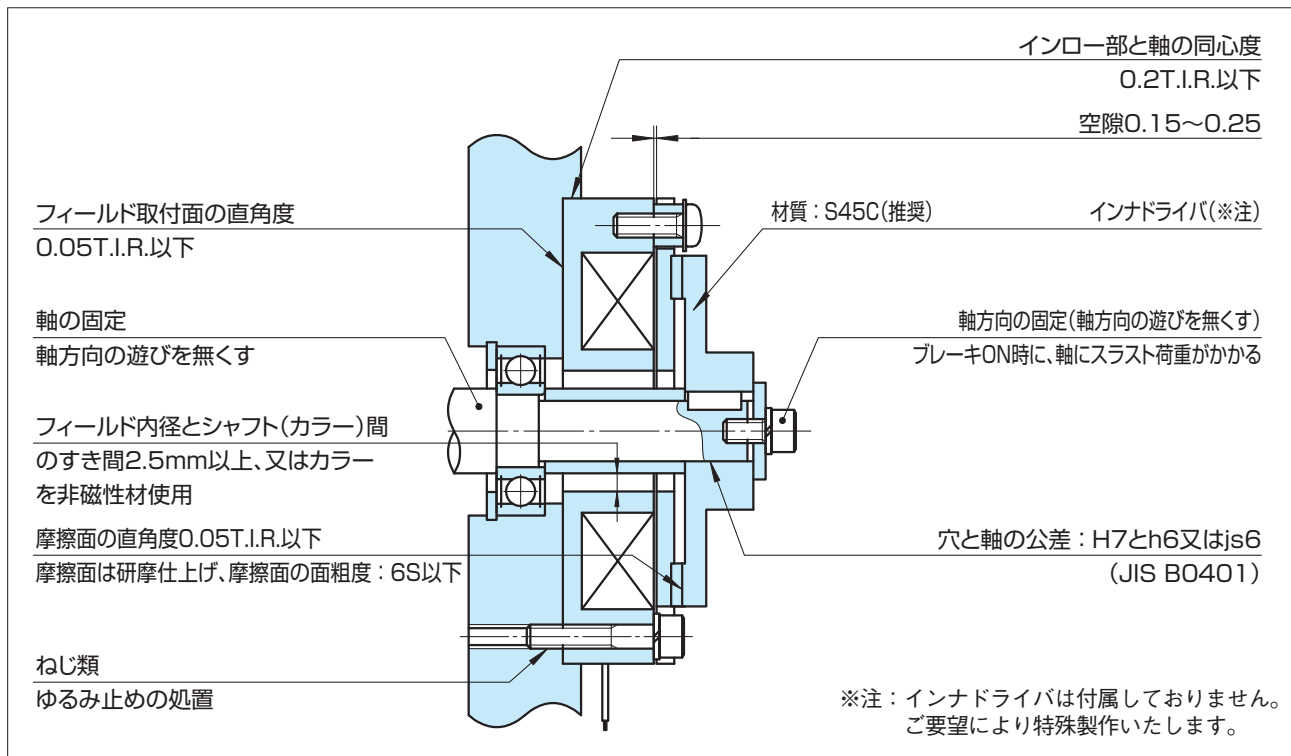 インロー部と軸の同心度
0.2T.I.R.以下
空隙0.15〜0.25
フィールド取付面の直角度
0.05T.I.R.以下
材質：S45C(推奨)
インナドライバ(※注)
軸の固定
軸方向の遊びを無くす
軸方向の固定(軸方向の遊びを無くす)
ブレーキON時に、軸にスラスト荷重がかかる
フィールド内径とシャフト(カラー)間
のすき間2.5mm以上、又はカラー
を非磁性材使用
摩擦面の直角度0.05T.I.R.以下
摩擦面は研摩仕上げ、摩擦面の面粗度：6S以下
穴と軸の公差：H7とh6又はjs6
(JIS B0401)
ねじ類
ゆるみ止めの処置
※注：インナドライバは付属しておりません。
ご要望により特殊製作いたします。